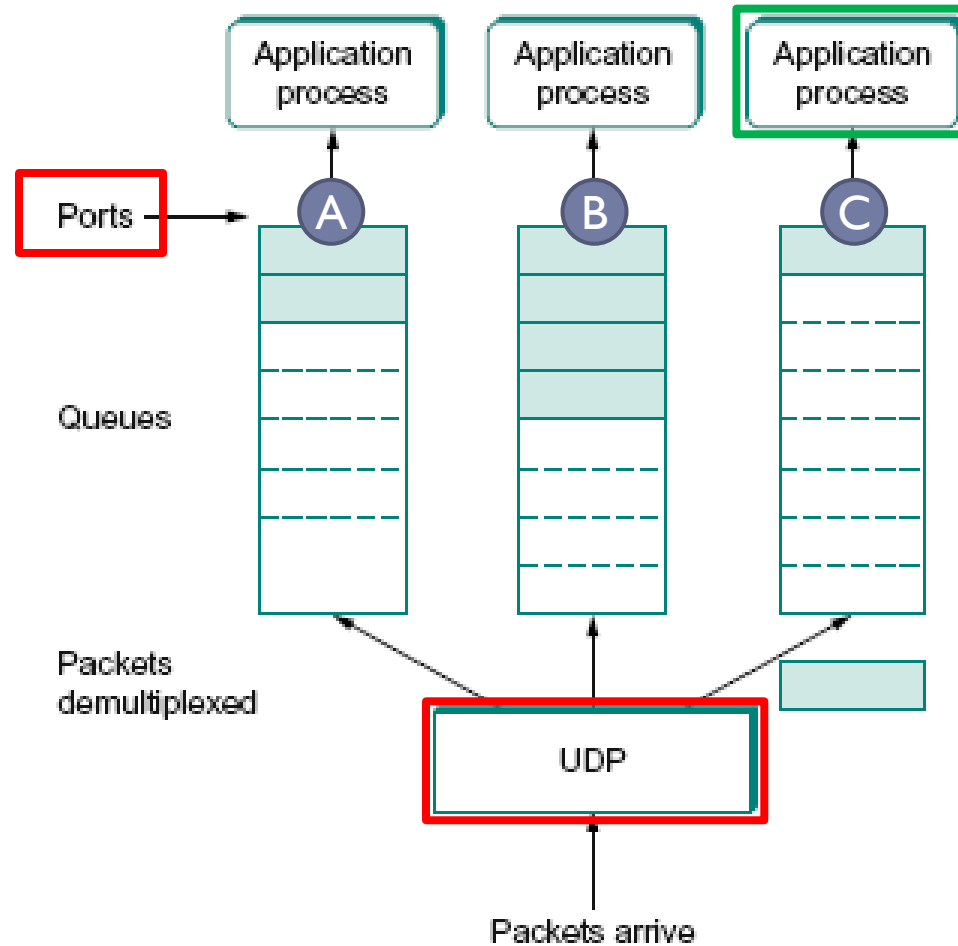 Application
process
Application
process
Application
process
Ports
A
B
C
Queues
Packets
demultiplexed
UDP
Packets arrive